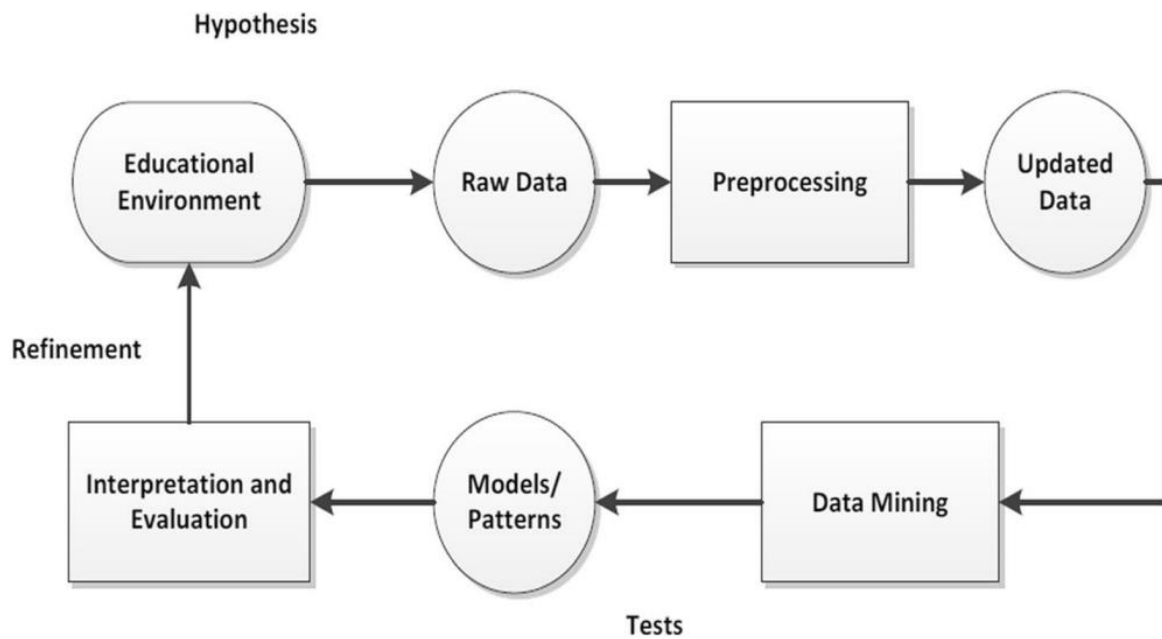 Hypothesis
Educational
Environment
Raw Data
Preprocessing
Updated
Data
Refinement
Interpretation and
Evaluation
Models/
Patterns
Data Mining
Tests